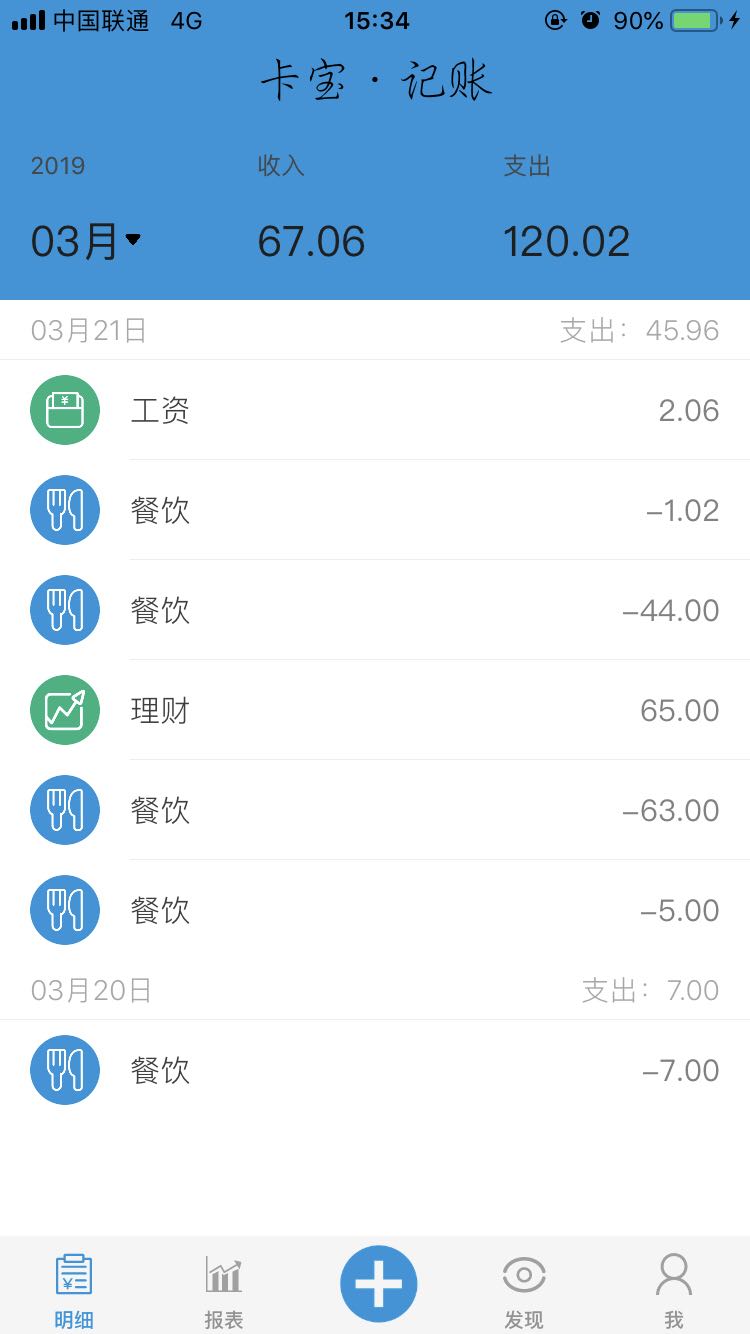 中国联通 4G 15:34 90%
卡宝·记账
2019 收入 支出
03月 67.06 120.02
03月21日 支出: 45.96
¥ 工资 2.06
餐饮 -1.02
餐饮 -44.00
理财 65.00
餐饮 -63.00
餐饮 -5.00
03月20日 支出: 7.00
餐饮 -7.00
¥
明细 报表 发现 我